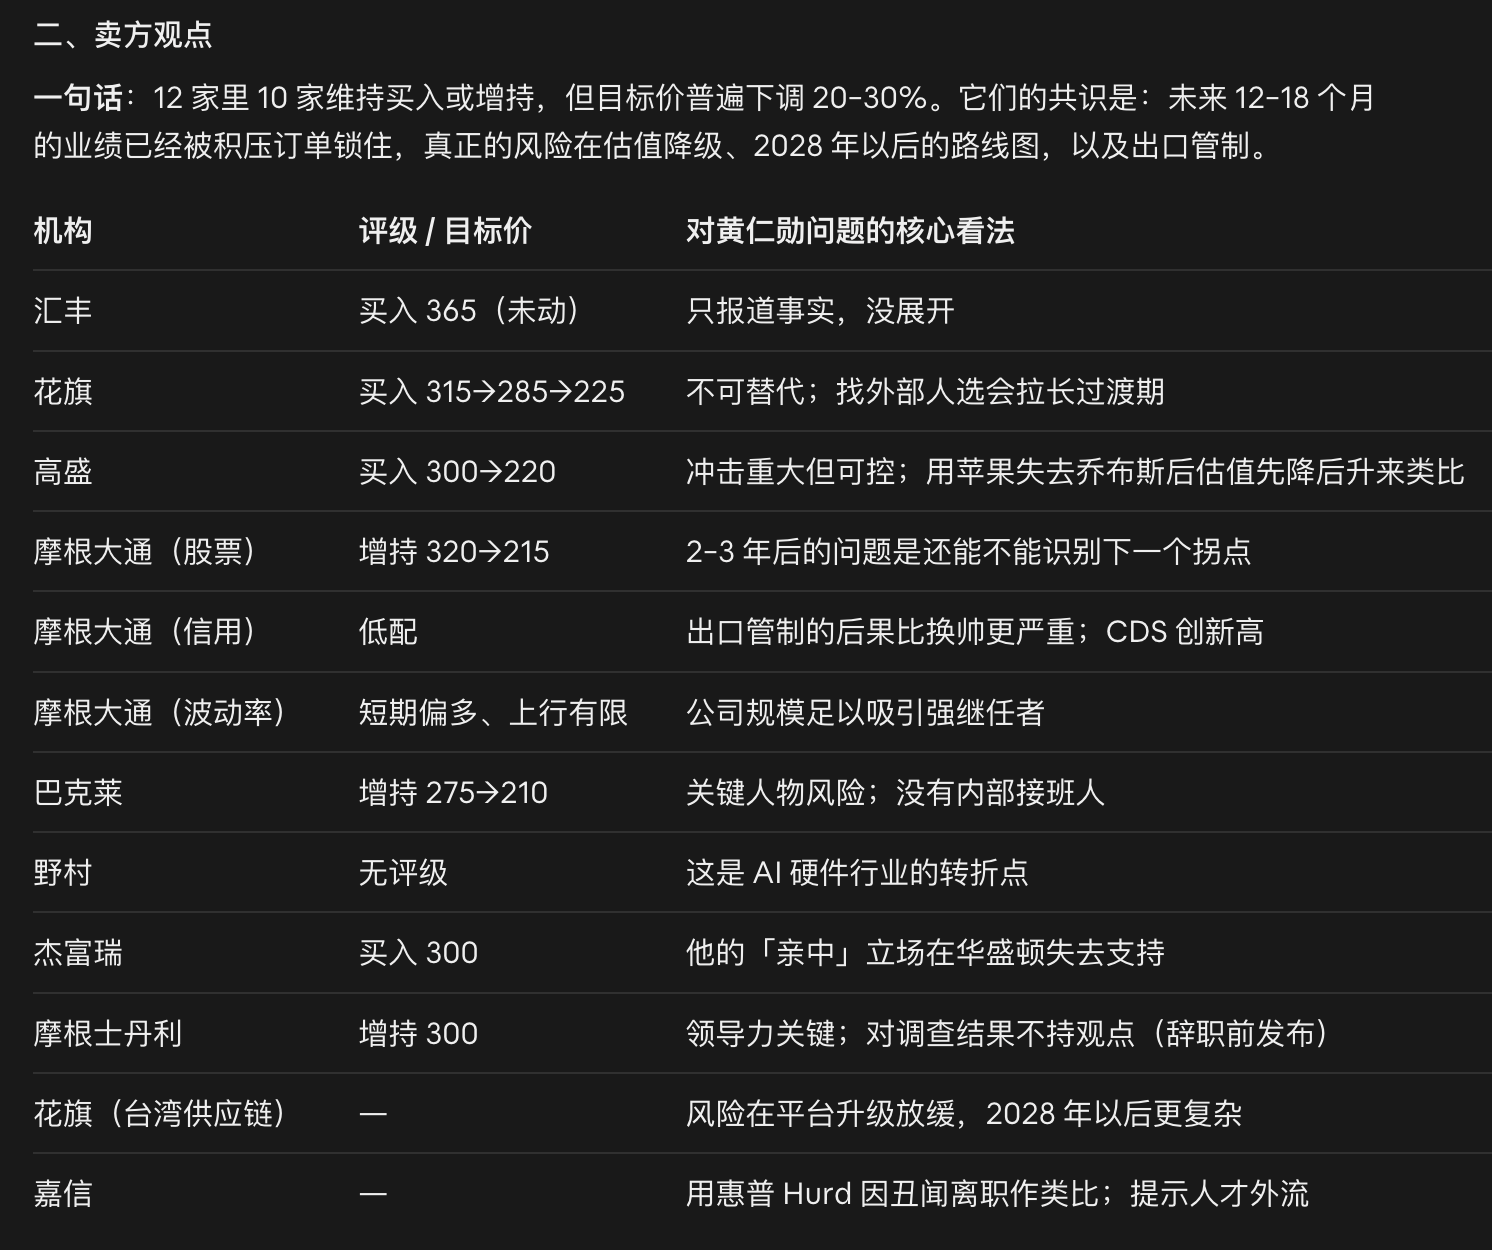 二、卖方观点
一句话：12 家里 10 家维持买入或增持，但目标价普遍下调 20-30%。它们的共识是：未来 12-18 个月
的业绩已经被积压订单锁住，真正的风险在估值降级、2028 年以后的路线图，以及出口管制。
机构 评级 / 目标价 对黄仁勋问题的核心看法
汇丰 买入 365（未动） 只报道事实，没展开
花旗 买入 315→285→225 不可替代；找外部人选会拉长过渡期
高盛 买入 300→220 冲击重大但可控；用苹果失去乔布斯后估值先降后升来类比
摩根大通（股票） 增持 320→215 2-3 年后的问题是还能不能识别下一个拐点
摩根大通（信用） 低配 出口管制的后果比换帅更严重；CDS 创新高
摩根大通（波动率） 短期偏多、上行有限 公司规模足以吸引强继任者
巴克莱 增持 275→210 关键人物风险；没有内部接班人
野村 无评级 这是 AI 硬件行业的转折点
杰富瑞 买入 300 他的「亲中」立场在华盛顿失去支持
摩根士丹利 增持 300 领导力关键；对调查结果不持观点（辞职前发布）
花旗（台湾供应链） — 风险在平台升级放缓，2028 年以后更复杂
嘉信 — 用惠普 Hurd 因丑闻离职作类比；提示人才外流